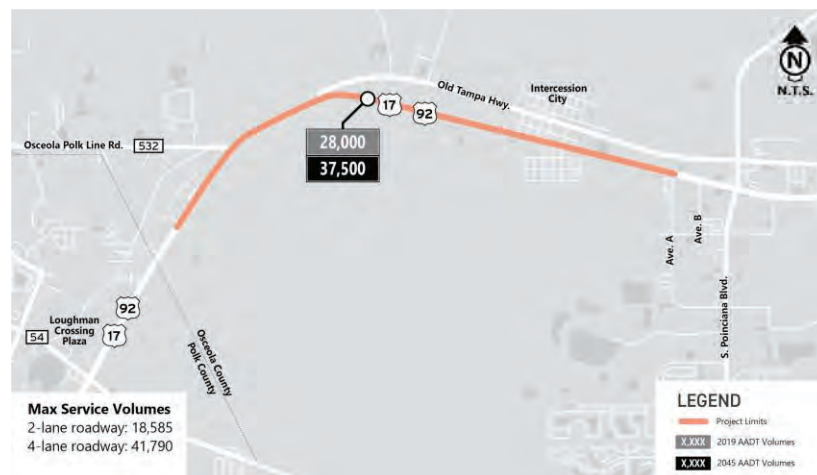 N
N.T.S.
Old Tampa Hwy.
Intercession
City
17
92
28,000
37,500
Osceola Polk Line Rd.
532
Ave. A
Ave. B
S. Poinciana Blvd.
92
17
Loughman
Crossing
Plaza
54
Osceola County
Polk County
Max Service Volumes
2-lane roadway: 18,585
4-lane roadway: 41,790
LEGEND
Project Limits
X,XXX 2019 AADT Volumes
X,XXX 2045 AADT Volumes